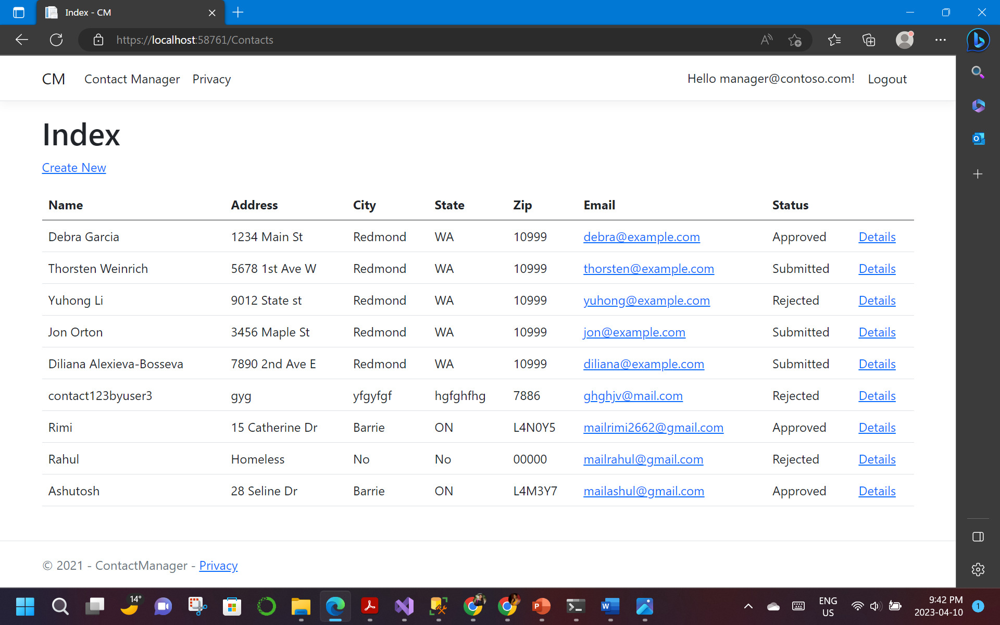 Index - CM
https://localhost:58761/Contacts
CM Contact Manager Privacy Hello manager@contoso.com! Logout
Index
Create New
Name Address City State Zip Email Status
Debra Garcia 1234 Main St Redmond WA 10999 debra@example.com Approved Details
Thorsten Weinrich 5678 1st Ave W Redmond WA 10999 thorsten@example.com Submitted Details
Yuhong Li 9012 State st Redmond WA 10999 yuhong@example.com Rejected Details
Jon Orton 3456 Maple St Redmond WA 10999 jon@example.com Submitted Details
Diliana Alexieva-Bosseva 7890 2nd Ave E Redmond WA 10999 diliana@example.com Submitted Details
contact123byuser3 gyg yfgyfgf hgfghfhg 7886 ghghjv@mail.com Rejected Details
Rimi 15 Catherine Dr Barrie ON L4N0Y5 mailrimi2662@gmail.com Approved Details
Rahul Homeless No No 00000 mailrahul@gmail.com Rejected Details
Ashutosh 28 Seline Dr Barrie ON L4M3Y7 mailashul@gmail.com Approved Details
© 2021 - ContactManager - Privacy
14°
ENG
US
9:42 PM
2023-04-10
1